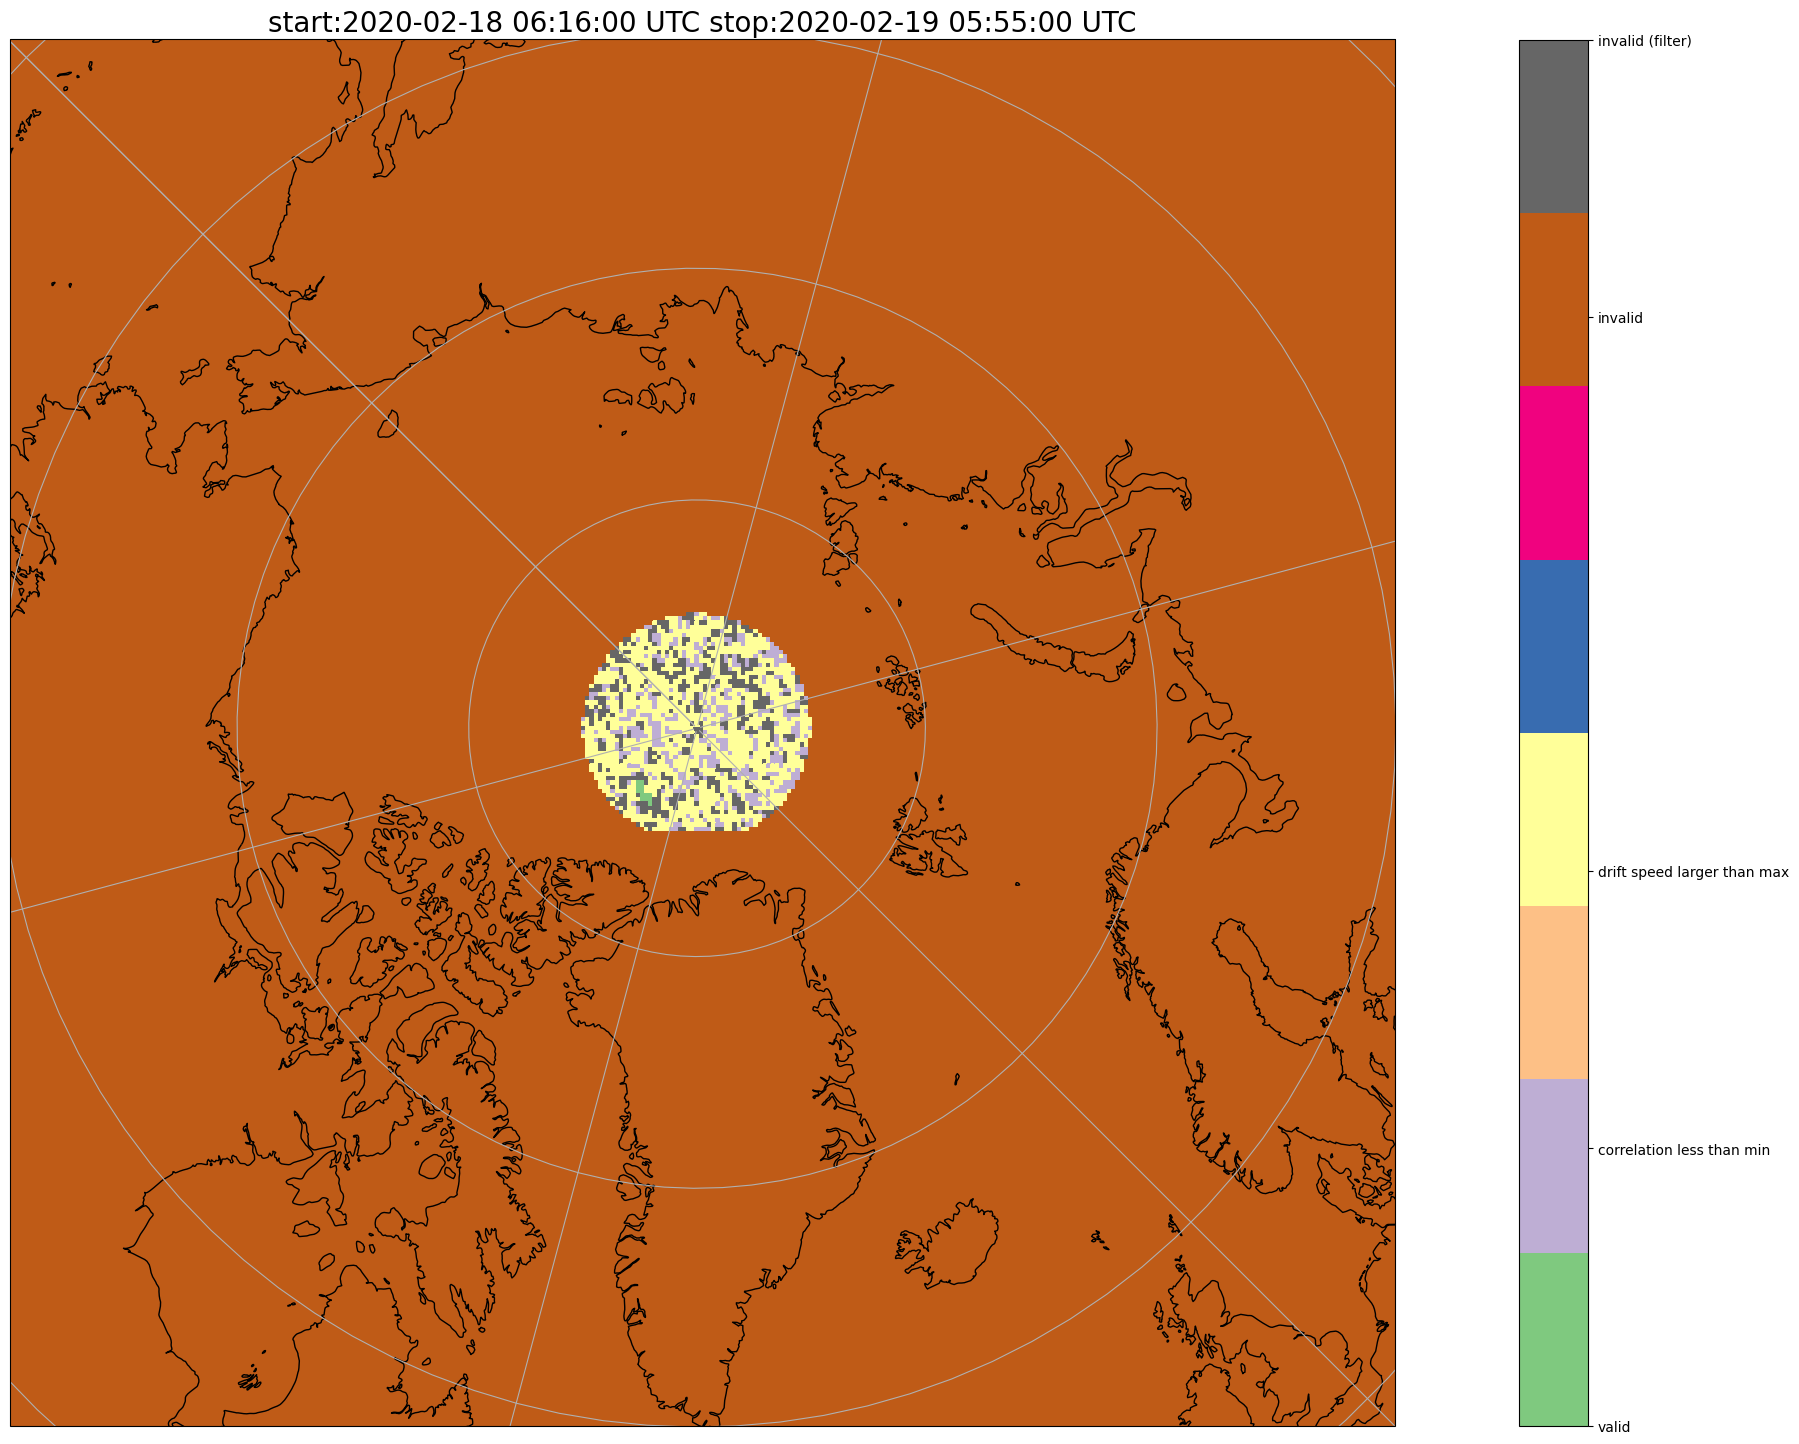 start:2020-02-18 06:16:00 UTC stop:2020-02-19 05:55:00 UTC
invalid (filter)
invalid
drift speed larger than max
correlation less than min
valid